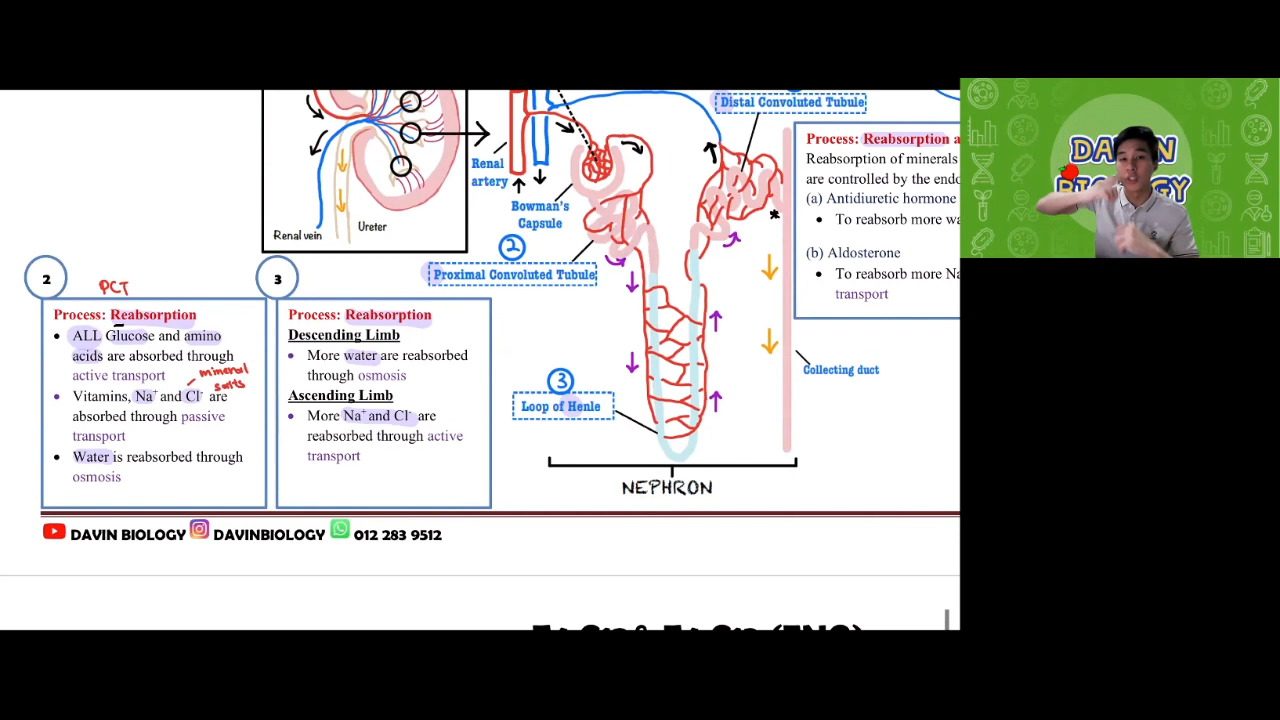 Distal Convoluted Tubule
Renal
artery
Bowman's
Capsule
Renal vein
Ureter
2
Proximal Convoluted Tubule
Process: Reabsorption a
Reabsorption of minerals
are controlled by the endo
(a) Antidiuretic hormone
• To reabsorb more wa
(b) Aldosterone
• To reabsorb more Na
transport
Collecting duct
2
PCT
Process: Reabsorption
• ALL Glucose and amino
acids are absorbed through
active transport
mineral
salts
• Vitamins, Na⁺ and Cl⁻ are
absorbed through passive
transport
• Water is reabsorbed through
osmosis
3
Process: Reabsorption
Descending Limb
• More water are reabsorbed
through osmosis
Ascending Limb
• More Na⁺ and Cl⁻ are
reabsorbed through active
transport
3
Loop of Henle
NEPHRON
DAVIN BIOLOGY DAVINBIOLOGY 012 283 9512